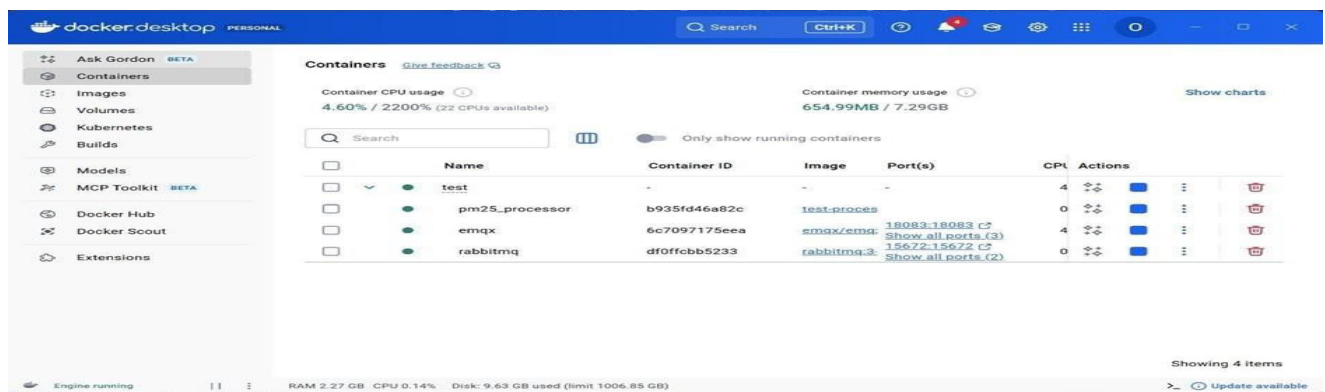 docker.desktop PERSONAL
Search Ctrl+K
4
O
Ask Gordon BETA
Containers
Images
Volumes
Kubernetes
Builds
Models
MCP Toolkit BETA
Docker Hub
Docker Scout
Extensions
Containers Give feedback
Container CPU usage
4.60% / 2200% (22 CPUs available)
Container memory usage
654.99MB / 7.29GB
Show charts
Search
Only show running containers
Name Container ID Image Port(s) CPU Actions
test - - - 4
pm25_processor b935fd46a82c test-proces 0
emqx 6c7097175eea emqx/emq: 18083:18083 4
Show all ports (3)
rabbitmq df0ffcbb5233 rabbitmq:3- 15672:15672 0
Show all ports (2)
Showing 4 items
Engine running
RAM 2.27 GB CPU 0.14% Disk: 9.63 GB used (limit 1006.85 GB)
>_ Update available